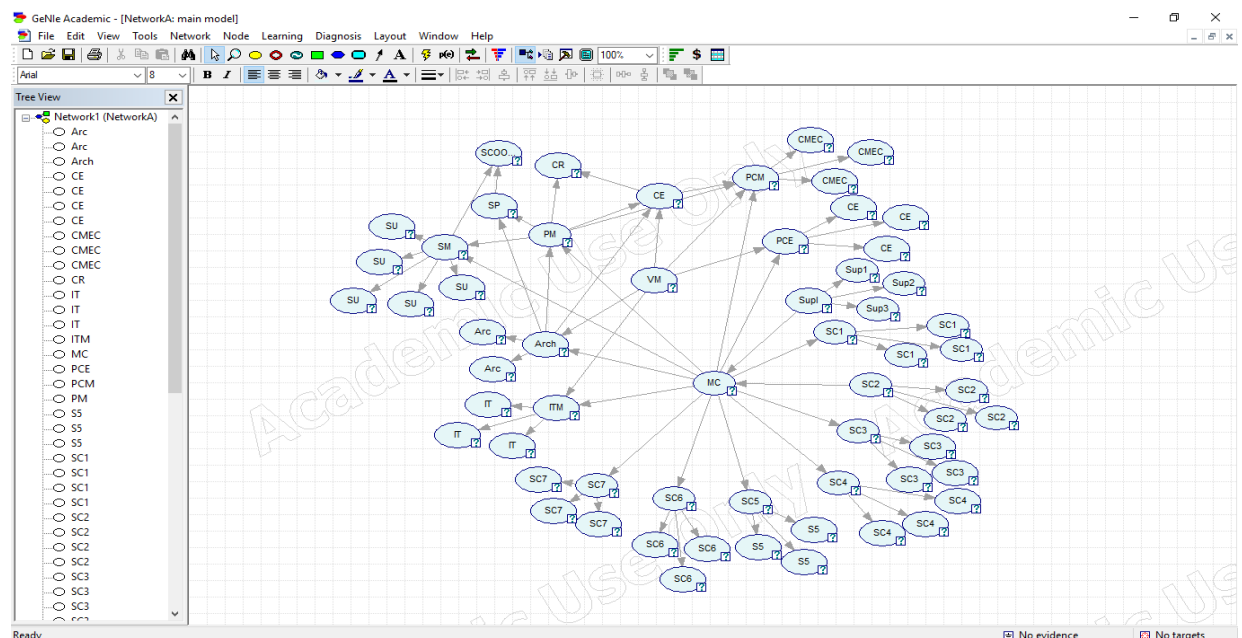 GeNIe Academic - [NetworkA: main model]
File Edit View Tools Network Node Learning Diagnosis Layout Window Help
100%
Arial 8 B I
Tree View
Network1 (NetworkA)
Arc
Arc
Arch
CE
CE
CE
CE
CMEC
CMEC
CMEC
CR
IT
IT
IT
ITM
MC
PCE
PCM
PM
S5
S5
S5
SC1
SC1
SC1
SC1
SC2
SC2
SC2
SC2
SC3
SC3
SC3
CMEC
CMEC
SCOO...
CR
PCM
CMEC
CE
SP
CE
CE
SU
PM
PCE
SM
CE
SU
Sup1
VM
Sup2
SU
SU
SU
Supl
Sup3
SC1
Arc
SC1
Arch
SC1
SC1
Arc
MC
SC2
SC2
IT
ITM
SC2
SC2
IT
IT
SC3
SC3
SC7
SC7
SC4
SC3
SC3
SC6
SC5
SC4
SC7
SC7
SC4
S5
SC4
SC6
SC6
S5
S5
SC6
Academic Use Only
Academic Use Only
Ready
No evidence
No targets